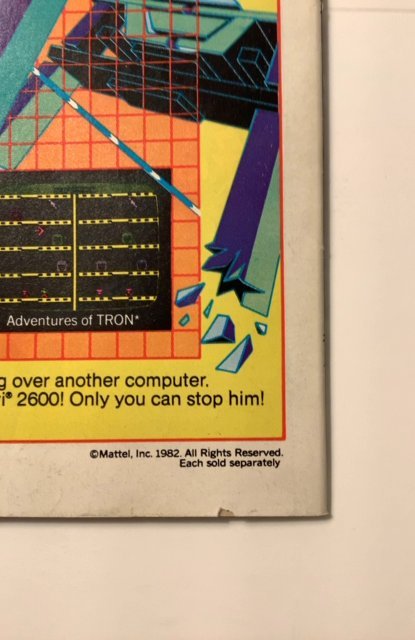 Adventures of TRON*
g over another computer.
i® 2600! Only you can stop him!
©Mattel, Inc. 1982. All Rights Reserved.
Each sold separately